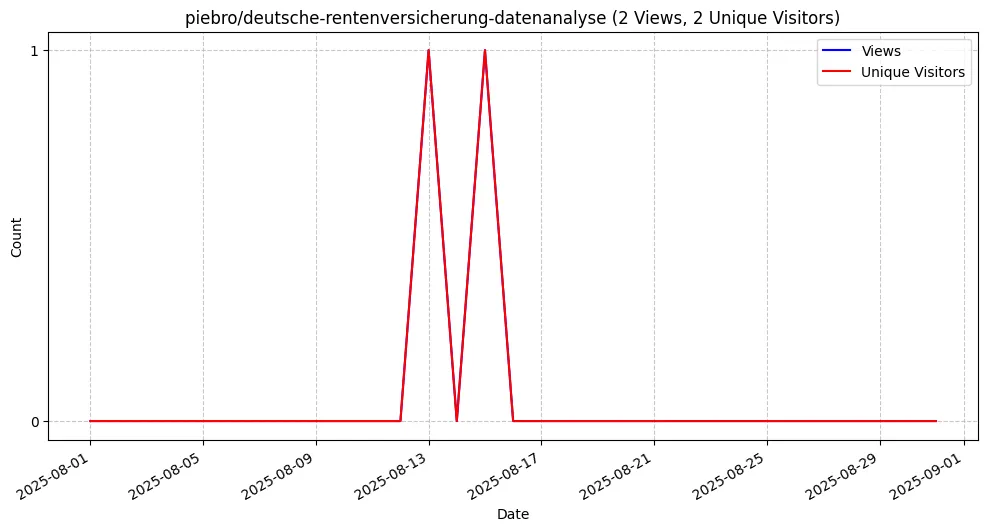 piebro/deutsche-rentenversicherung-datenanalyse (2 Views, 2 Unique Visitors)
Views
Unique Visitors
Count
1
0
2025-08-01
2025-08-05
2025-08-09
2025-08-13
2025-08-17
2025-08-21
2025-08-25
2025-08-29
2025-09-01
Date